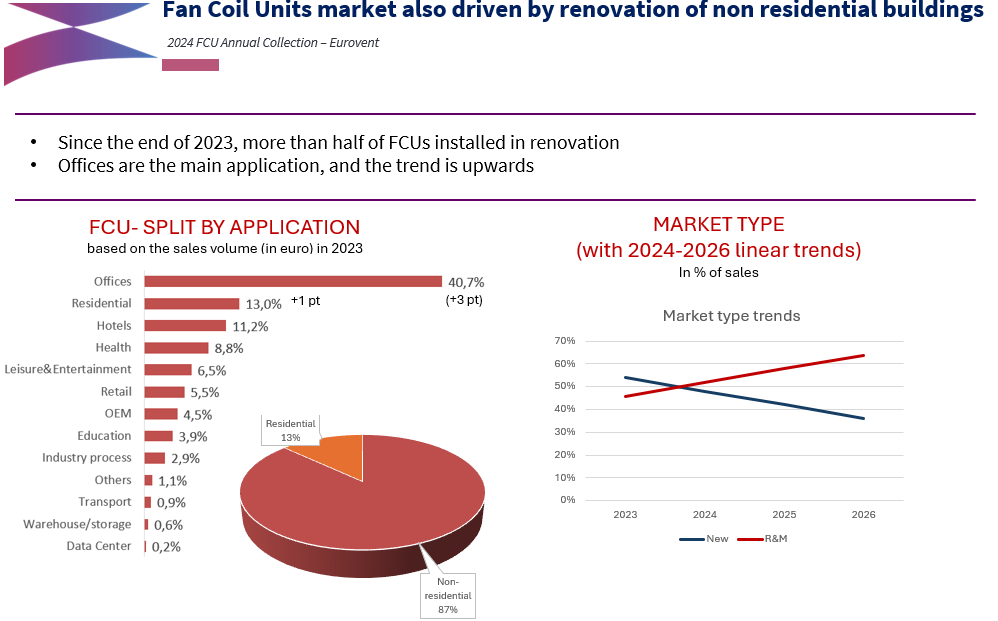 Fan Coil Units market also driven by renovation of non residential buildings
2024 FCU Annual Collection – Eurovent
• Since the end of 2023, more than half of FCUs installed in renovation
• Offices are the main application, and the trend is upwards
FCU- SPLIT BY APPLICATION
based on the sales volume (in euro) in 2023
Offices 40,7%
(+3 pt)
Residential 13,0% +1 pt
Hotels 11,2%
Health 8,8%
Leisure&Entertainment 6,5%
Retail 5,5%
OEM 4,5%
Education 3,9%
Industry process 2,9%
Others 1,1%
Transport 0,9%
Warehouse/storage 0,6%
Data Center 0,2%
Residential
13%
Non-
residential
87%
MARKET TYPE
(with 2024-2026 linear trends)
In % of sales
Market type trends
70%
60%
50%
40%
30%
20%
10%
0%
2023 2024 2025 2026
New R&M